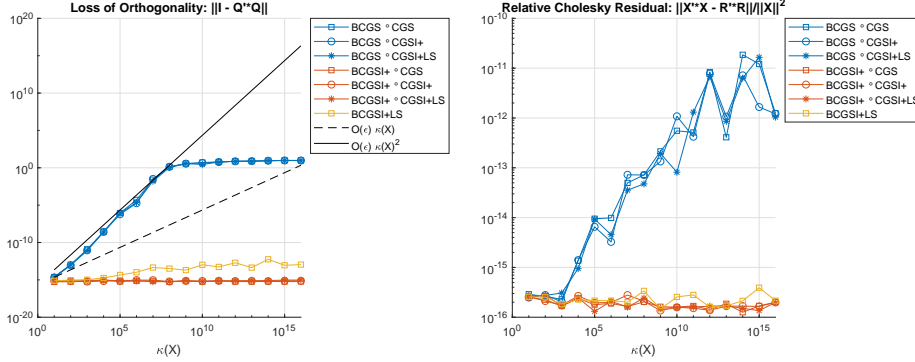 Loss of Orthogonality: ||I - Q'*Q||
10^20
10^10
10^0
10^-10
10^-20
10^0
10^5
10^10
10^15
κ(X)
BCGS ° CGS
BCGS ° CGSI+
BCGS ° CGSI+LS
BCGSI+ ° CGS
BCGSI+ ° CGSI+
BCGSI+ ° CGSI+LS
BCGSI+LS
O(ϵ) κ(X)
O(ϵ) κ(X)^2
Relative Cholesky Residual: ||X'*X - R'*R||/||X||^2
10^-10
10^-11
10^-12
10^-13
10^-14
10^-15
10^-16
10^0
10^5
10^10
10^15
κ(X)
BCGS ° CGS
BCGS ° CGSI+
BCGS ° CGSI+LS
BCGSI+ ° CGS
BCGSI+ ° CGSI+
BCGSI+ ° CGSI+LS
BCGSI+LS